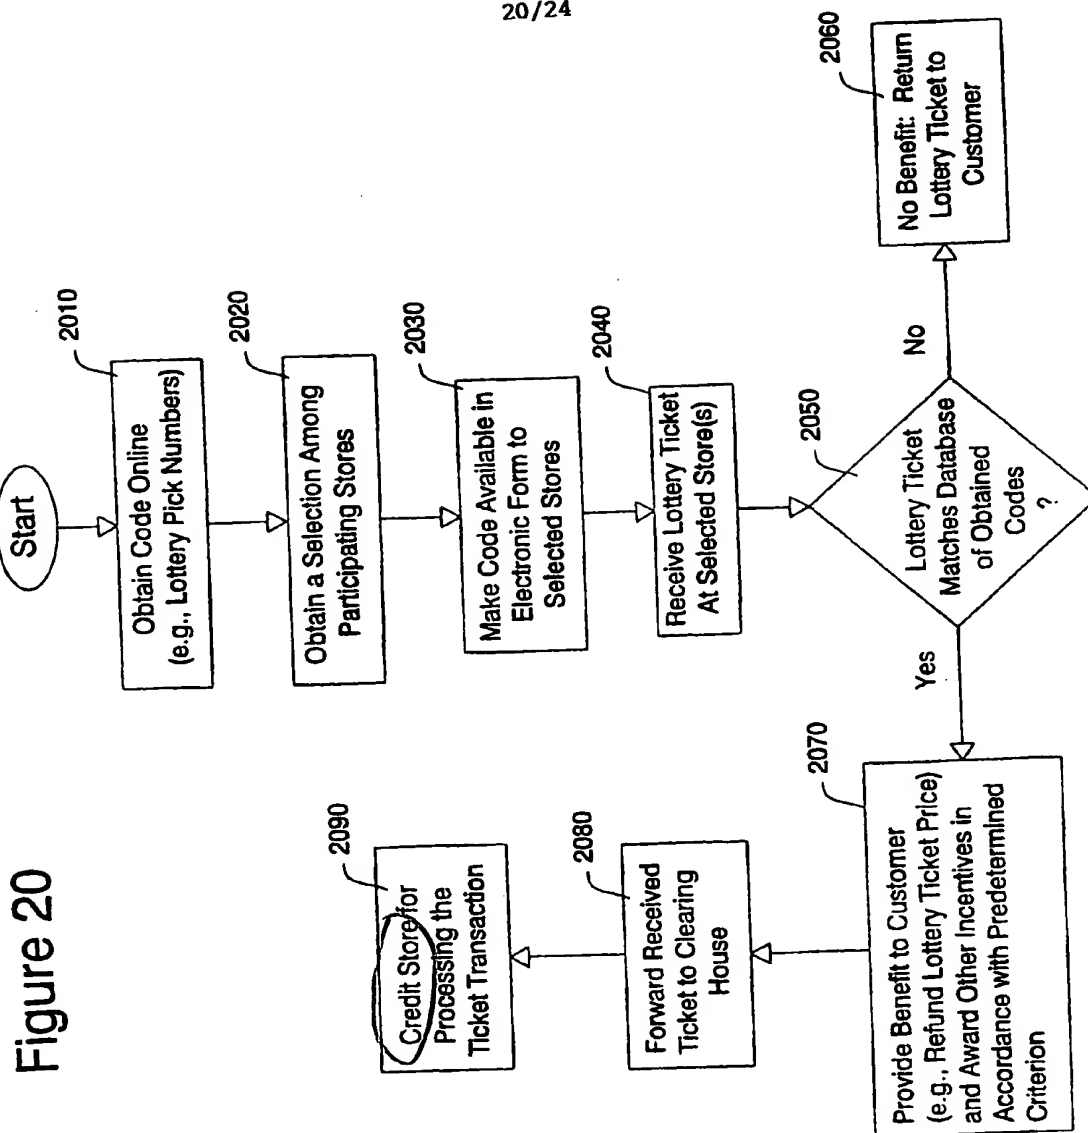 20/24
Figure 20
Start
2010
Obtain Code Online
(e.g., Lottery Pick Numbers)
2020
Obtain a Selection Among
Participating Stores
2030
Make Code Available in
Electronic Form to
Selected Stores
2040
Receive Lottery Ticket
At Selected Store(s)
2050
Lottery Ticket
Matches Database
of Obtained
Codes
?
No
2060
No Benefit: Return
Lottery Ticket to
Customer
Yes
2070
Provide Benefit to Customer
(e.g., Refund Lottery Ticket Price)
and Award Other Incentives in
Accordance with Predetermined
Criterion
2080
Forward Received
Ticket to Clearing
House
2090
Credit Store for
Processing the
Ticket Transaction